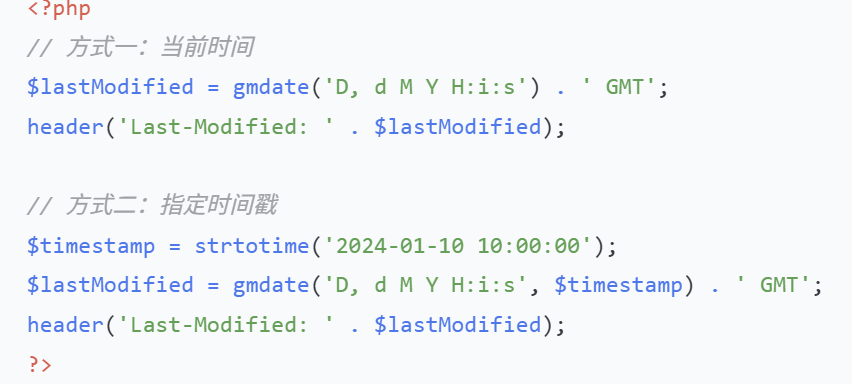 <?php
// 方式一：当前时间
$lastModified = gmdate('D, d M Y H:i:s') . ' GMT';
header('Last-Modified: ' . $lastModified);
// 方式二：指定时间戳
$timestamp = strtotime('2024-01-10 10:00:00');
$lastModified = gmdate('D, d M Y H:i:s', $timestamp) . ' GMT';
header('Last-Modified: ' . $lastModified);
?>